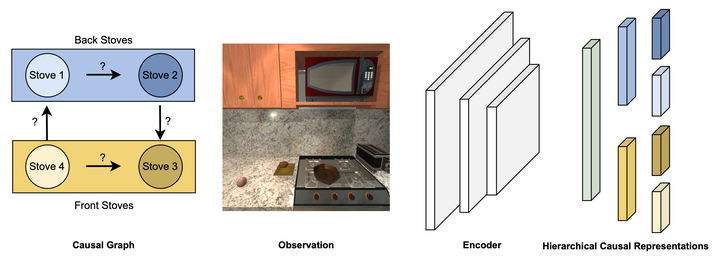 Back Stoves
Stove 1
?
Stove 2
?
?
Stove 4
?
Stove 3
Front Stoves
Causal Graph
Observation
Encoder
Hierarchical Causal Representations